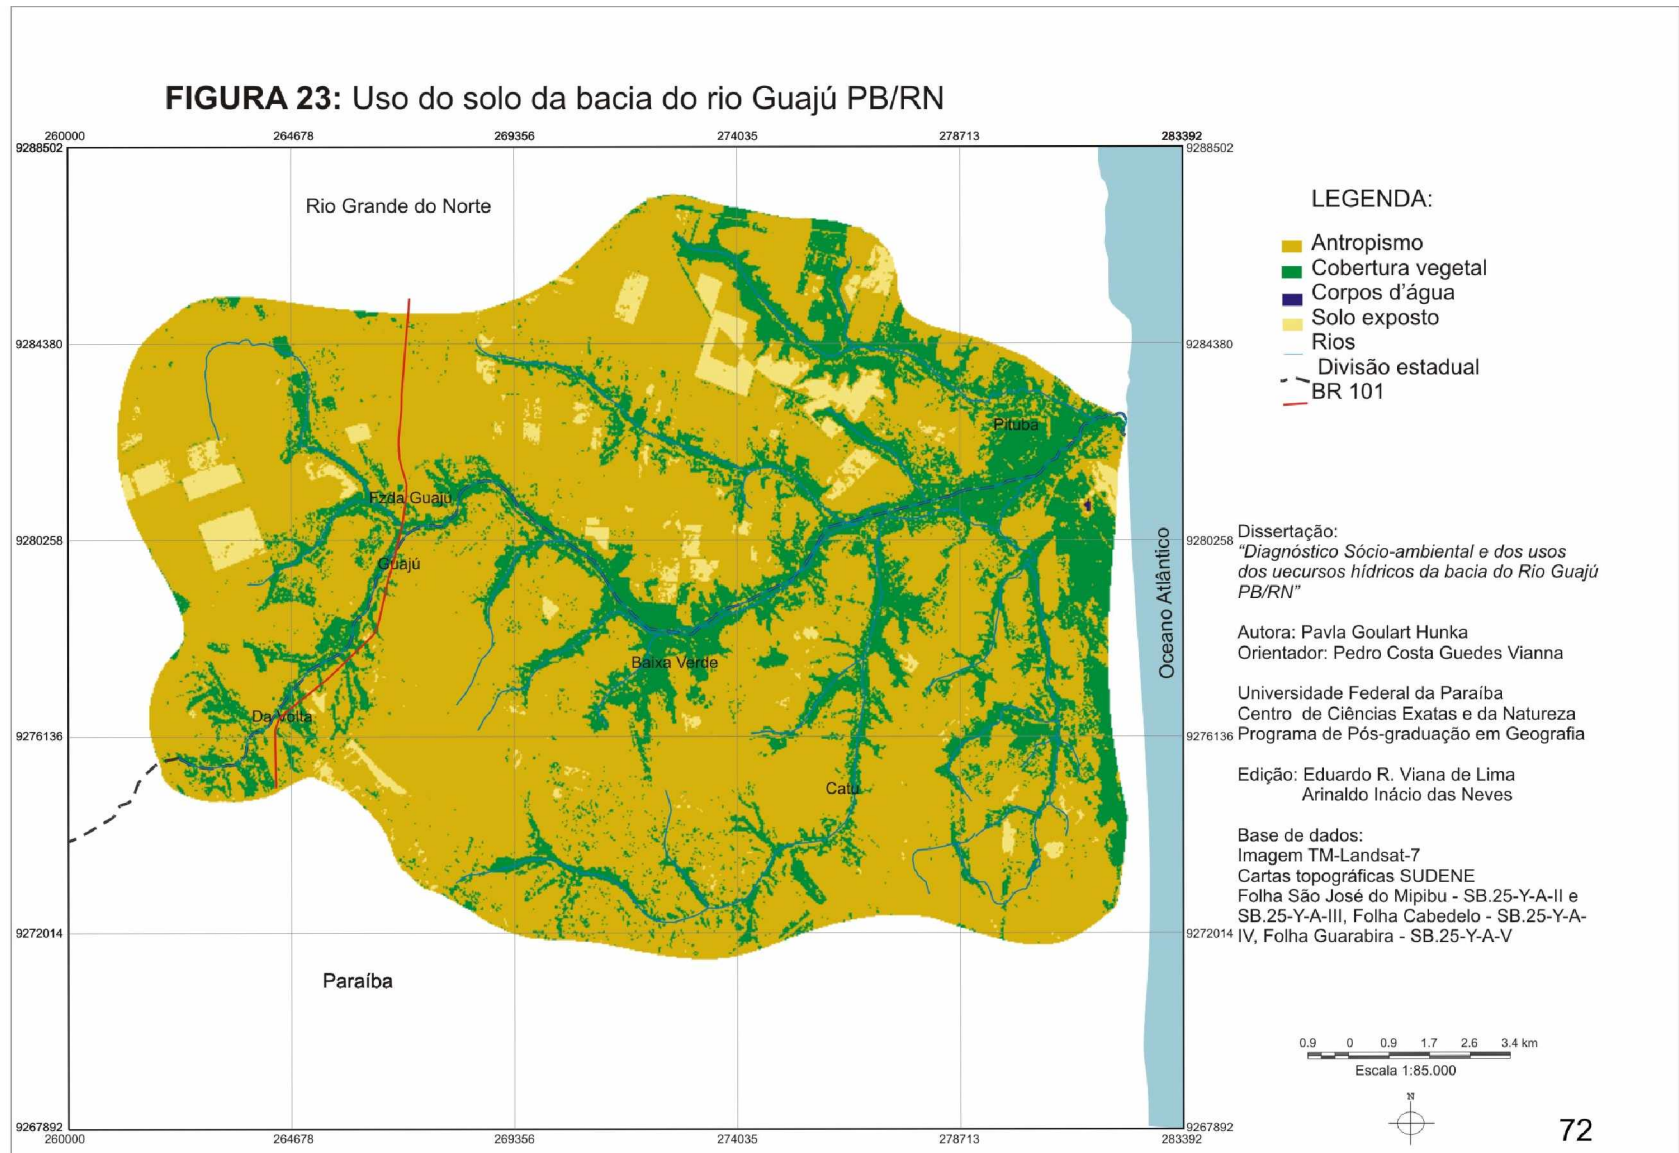 FIGURA 23: Uso do solo da bacia do rio Guajú PB/RN
260000 264678 269356 274035 278713 283392
9288502 9288502
Rio Grande do Norte
LEGENDA:
Antropismo
Cobertura vegetal
Corpos d'água
Solo exposto
Rios
Divisão estadual
BR 101
9284380 9284380
Pituba
Fzda Guajú
9280258 9280258
Guajú
Baixa Verde
Da Volta
9276136 9276136
Catu
9272014 9272014
Paraíba
Oceano Atlântico
Dissertação:
"Diagnóstico Sócio-ambiental e dos usos
dos uecursos hídricos da bacia do Rio Guajú
PB/RN"
Autora: Pavla Goulart Hunka
Orientador: Pedro Costa Guedes Vianna
Universidade Federal da Paraíba
Centro de Ciências Exatas e da Natureza
Programa de Pós-graduação em Geografia
Edição: Eduardo R. Viana de Lima
Arinaldo Inácio das Neves
Base de dados:
Imagem TM-Landsat-7
Cartas topográficas SUDENE
Folha São José do Mipibu - SB.25-Y-A-II e
SB.25-Y-A-III, Folha Cabedelo - SB.25-Y-A-
IV, Folha Guarabira - SB.25-Y-A-V
0.9 0 0.9 1.7 2.6 3.4 km
Escala 1:85.000
N
9267892 9267892
260000 264678 269356 274035 278713 283392
72